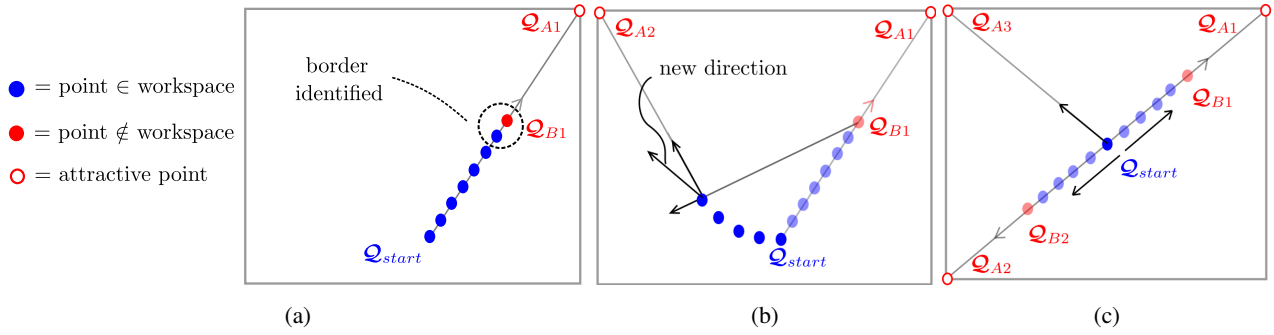 = point ∈ workspace
= point ∉ workspace
= attractive point
border
identified
𝒬A1
𝒬B1
𝒬start
(a)
𝒬A2
𝒬A1
new direction
𝒬B1
𝒬start
(b)
𝒬A3
𝒬A1
𝒬B1
𝒬start
𝒬B2
𝒬A2
(c)